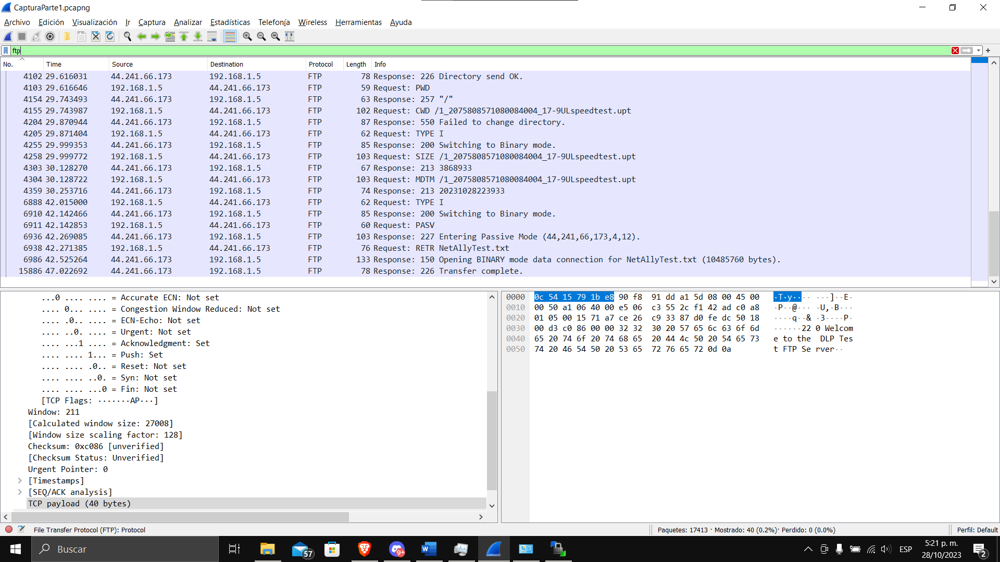 CapturaParte1.pcapng
Archivo Edición Visualización Ir Captura Analizar Estadísticas Telefonía Wireless Herramientas Ayuda
ftp
No. Time Source Destination Protocol Length Info
4102 29.616031 44.241.66.173 192.168.1.5 FTP 78 Response: 226 Directory send OK.
4103 29.616646 192.168.1.5 44.241.66.173 FTP 59 Request: PWD
4154 29.743493 44.241.66.173 192.168.1.5 FTP 63 Response: 257 "/"
4155 29.743987 192.168.1.5 44.241.66.173 FTP 102 Request: CWD /1_2075808571080084004_17-9ULspeedtest.upt
4204 29.870944 44.241.66.173 192.168.1.5 FTP 87 Response: 550 Failed to change directory.
4205 29.871404 192.168.1.5 44.241.66.173 FTP 62 Request: TYPE I
4255 29.999353 44.241.66.173 192.168.1.5 FTP 85 Response: 200 Switching to Binary mode.
4258 29.999772 192.168.1.5 44.241.66.173 FTP 103 Request: SIZE /1_2075808571080084004_17-9ULspeedtest.upt
4303 30.128270 44.241.66.173 192.168.1.5 FTP 67 Response: 213 3868933
4304 30.128722 192.168.1.5 44.241.66.173 FTP 103 Request: MDTM /1_2075808571080084004_17-9ULspeedtest.upt
4359 30.253716 44.241.66.173 192.168.1.5 FTP 74 Response: 213 20231028223933
6888 42.015000 192.168.1.5 44.241.66.173 FTP 62 Request: TYPE I
6910 42.142466 44.241.66.173 192.168.1.5 FTP 85 Response: 200 Switching to Binary mode.
6911 42.142853 192.168.1.5 44.241.66.173 FTP 60 Request: PASV
6936 42.269085 44.241.66.173 192.168.1.5 FTP 103 Response: 227 Entering Passive Mode (44,241,66,173,4,12).
6938 42.271385 192.168.1.5 44.241.66.173 FTP 76 Request: RETR NetAllyTest.txt
6986 42.525264 44.241.66.173 192.168.1.5 FTP 133 Response: 150 Opening BINARY mode data connection for NetAllyTest.txt (10485760 bytes).
15886 47.022692 44.241.66.173 192.168.1.5 FTP 78 Response: 226 Transfer complete.
...0 .... .... = Accurate ECN: Not set
.... 0... .... = Congestion Window Reduced: Not set
.... .0.. .... = ECN-Echo: Not set
.... ..0. .... = Urgent: Not set
.... ...1 .... = Acknowledgment: Set
.... .... 1... = Push: Set
.... .... .0.. = Reset: Not set
.... .... ..0. = Syn: Not set
.... .... ...0 = Fin: Not set
[TCP Flags: ·······AP···]
Window: 211
[Calculated window size: 27008]
[Window size scaling factor: 128]
Checksum: 0xc086 [unverified]
[Checksum Status: Unverified]
Urgent Pointer: 0
[Timestamps]
[SEQ/ACK analysis]
TCP payload (40 bytes)
0000 0c 54 15 79 1b e8 90 f8 91 dd a1 5d 08 00 45 00 ·T·y···· ···]··E·
0010 00 50 a1 06 40 00 e5 06 c3 55 2c f1 42 ad c0 a8 ·P··@··· ·U,·B···
0020 01 05 00 15 71 a7 ce 26 c9 33 87 d0 fe dc 50 18 ····q··& ·3····P·
0030 00 d3 c0 86 00 00 32 32 30 20 57 65 6c 63 6f 6d ······22 0 Welcom
0040 65 20 74 6f 20 74 68 65 20 44 4c 50 20 54 65 73 e to the  DLP Tes
0050 74 20 46 54 50 20 53 65 72 76 65 72 0d 0a t FTP Se rver··
File Transfer Protocol (FTP): Protocol
Paquetes: 17413 · Mostrado: 40 (0.2%)· Perdido: 0 (0.0%)
Perfil: Default
Buscar
57
9+
ESP
5:21 p. m.
28/10/2023
2